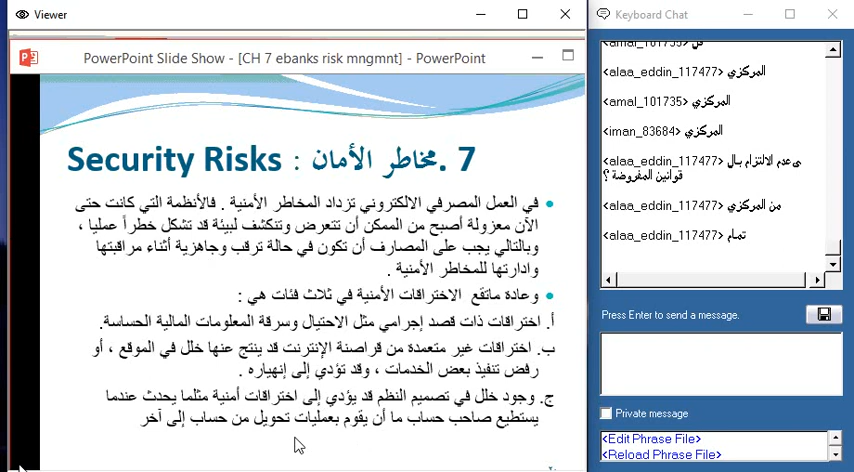 Viewer
PowerPoint Slide Show - [CH 7 ebanks risk mngmnt] - PowerPoint
7 .مخاطر الأمان : Security Risks
في العمل المصرفي الالكتروني تزداد المخاطر الأمنية . فالأنظمة التي كانت حتى
الآن معزولة أصبح من الممكن أن تتعرض وتنكشف لبيئة قد تشكل خطراً عمليا ،
وبالتالي يجب على المصارف أن تكون في حالة ترقب وجاهزية أثناء مراقبتها
وادارتها للمخاطر الأمنية .
وعادة ماتقع الاختراقات الأمنية في ثلاث فئات هي :
أ. اختراقات ذات قصد إجرامي مثل الاحتيال وسرقة المعلومات المالية الحساسة.
ب. اختراقات غير متعمدة من قراصنة الإنترنت قد ينتج عنها خلل في الموقع ، أو
رفض تنفيذ بعض الخدمات ، وقد تؤدي إلى إنهياره .
ج. وجود خلل في تصميم النظم قد يؤدي إلى اختراقات أمنية مثلما يحدث عندما
يستطيع صاحب حساب ما أن يقوم بعمليات تحويل من حساب إلى آخر
Keyboard Chat
<amal_101735>
<alaa_eddin_117477> المركزي
<amal_101735> المركزي
<iman_83684> المركزي
<alaa_eddin_117477> ى عدم الالتزام بال
قوانين المفروضة ؟
<alaa_eddin_117477> من المركزي
<alaa_eddin_117477> تمام
Press Enter to send a message.
Private message
<Edit Phrase File>
<Reload Phrase File>